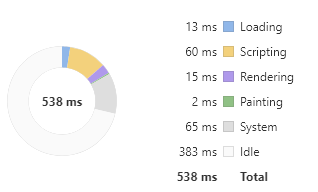 538 ms
13 ms Loading
60 ms Scripting
15 ms Rendering
2 ms Painting
65 ms System
383 ms Idle
538 ms Total